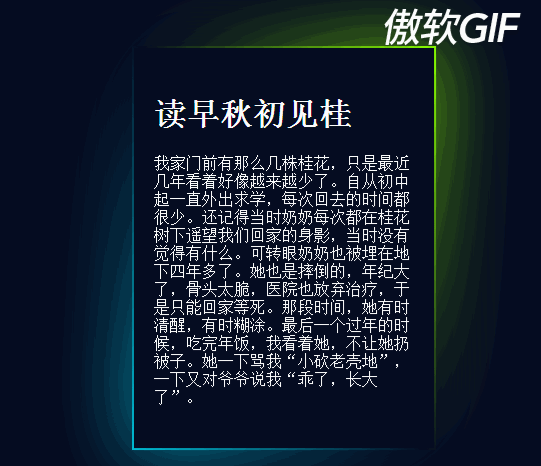 傲软GIF
读早秋初见桂
我家门前有那么几株桂花，只是最近
几年看着好像越来越少了。自从初中
起一直外出求学，每次回去的时间都
很少。还记得当时奶奶每次都在桂花
树下遥望我们回家的身影，当时没有
觉得有什么。可转眼奶奶也被埋在地
下四年多了。她也是摔倒的，年纪大
了，骨头太脆，医院也放弃治疗，于
是只能回家等死。那段时间，她有时
清醒，有时糊涂。最后一个过年的时
候，吃完年饭，我看着她，不让她扔
被子。她一下骂我“小砍老壳地”，
一下又对爷爷说我“乖了，长大
了”。